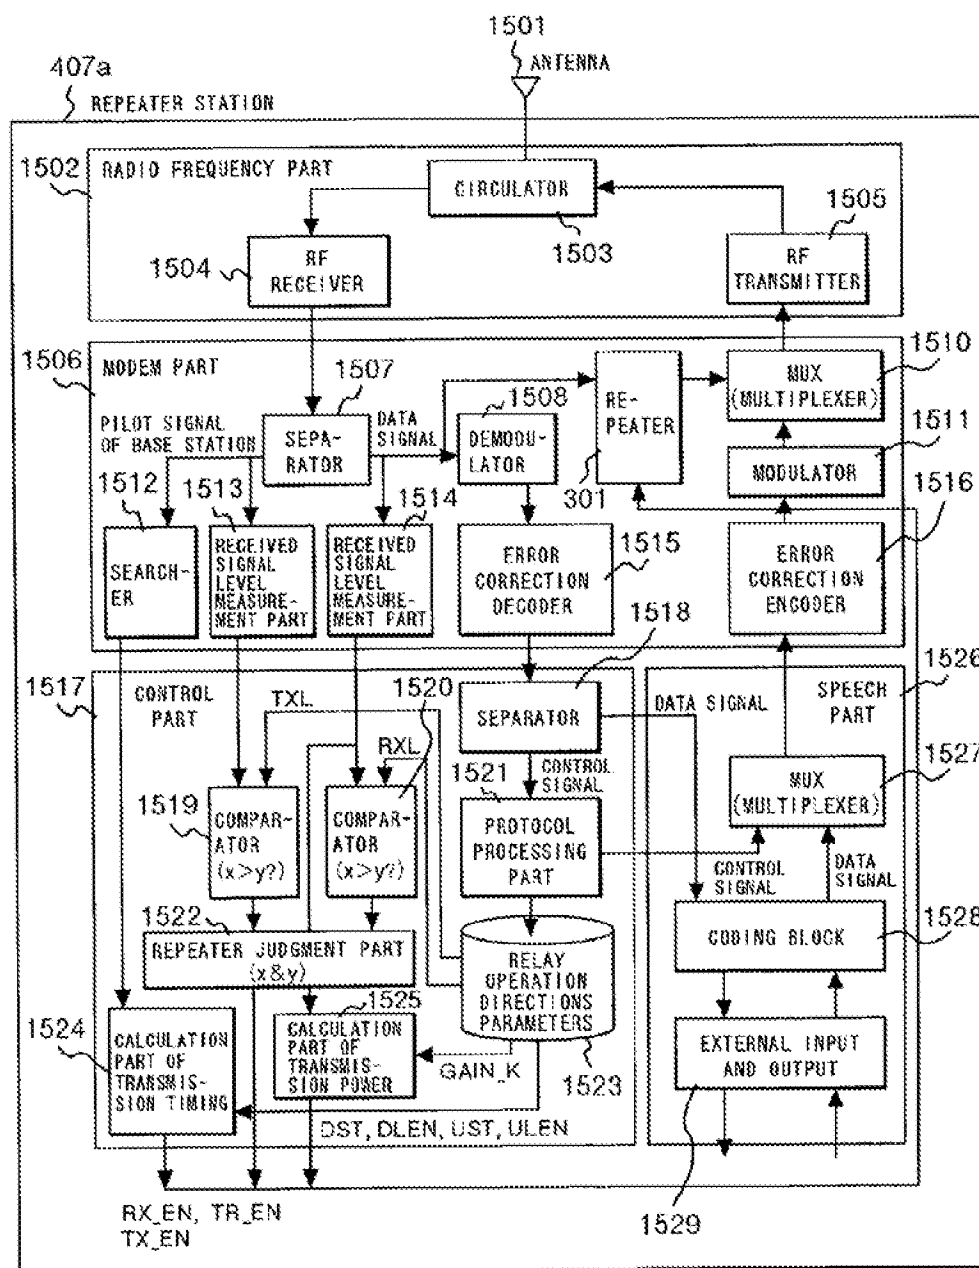 1501
ANTENNA
407a
REPEATER STATION
1502
RADIO FREQUENCY PART
CIRCULATOR
1503
1505
1504
RF
RECEIVER
RF
TRANSMITTER
1506
MODEM PART
1507
1510
PILOT SIGNAL
OF BASE STATION
SEPA-
RATOR
DATA
SIGNAL
1508
DEMODU-
LATOR
RE-
PEATER
301
MUX
(MULTIPLEXER)
1511
MODULATOR
1512
1513
1514
1516
SEARCH-
ER
RECEIVED
SIGNAL
LEVEL
MEASURE-
MENT PART
RECEIVED
SIGNAL
LEVEL
MEASURE-
MENT PART
ERROR
CORRECTION
DECODER
1515
ERROR
CORRECTION
ENCODER
1518
1517
CONTROL
PART
TXL
1520
RXL
SEPARATOR
DATA SIGNAL
1526
SPEECH
PART
1521
CONTROL
SIGNAL
1527
MUX
(MULTIPLEXER)
1519
COMPAR-
ATOR
(x>y?)
COMPAR-
ATOR
(x>y?)
PROTOCOL
PROCESSING
PART
CONTROL
SIGNAL
DATA
SIGNAL
1522
REPEATER JUDGMENT PART
(x&y)
1528
CODING BLOCK
RELAY
OPERATION
DIRECTIONS
PARAMETERS
1525
1524
CALCULATION
PART OF
TRANSMIS-
SION TIMING
CALCULATION
PART OF
TRANSMIS-
SION POWER
GAIN_K
1523
EXTERNAL INPUT
AND OUTPUT
DST, DLEN, UST, ULEN
RX_EN, TR_EN
TX_EN
1529